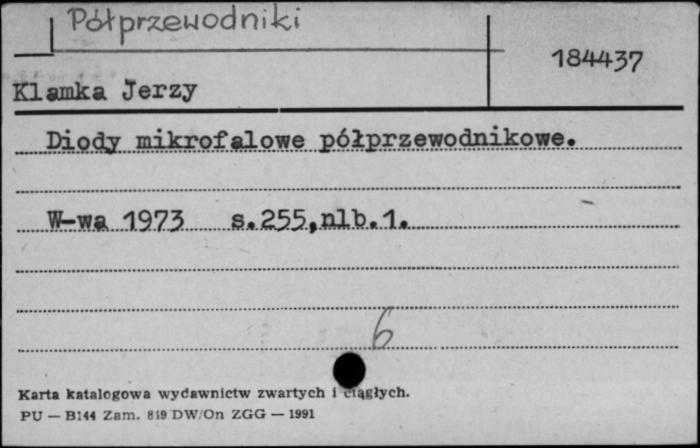 Półprzewodniki
184437
Klamka Jerzy
Diody mikrofalowe półprzewodnikowe.
W-wa 1973 s.255,nlb.1.
6
Karta katalogowa wydawnictw zwartych i ciągłych.
PU — B144 Zam. 819 DW/On ZGG — 1991